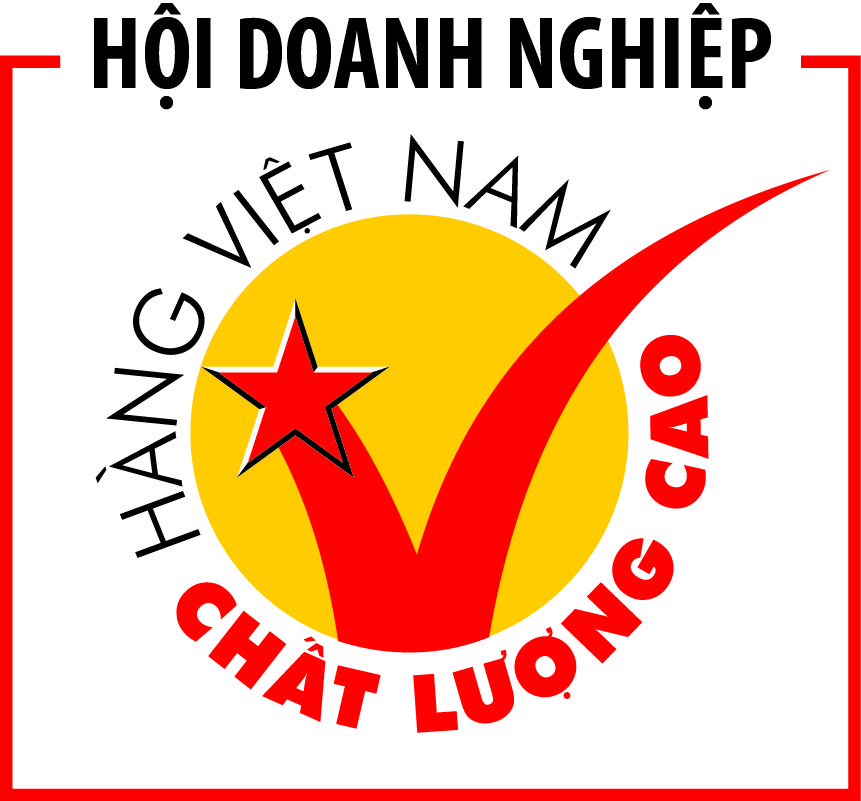 HỘI DOANH NGHIỆP
HÀNG VIỆT NAM
CHẤT LƯỢNG CAO